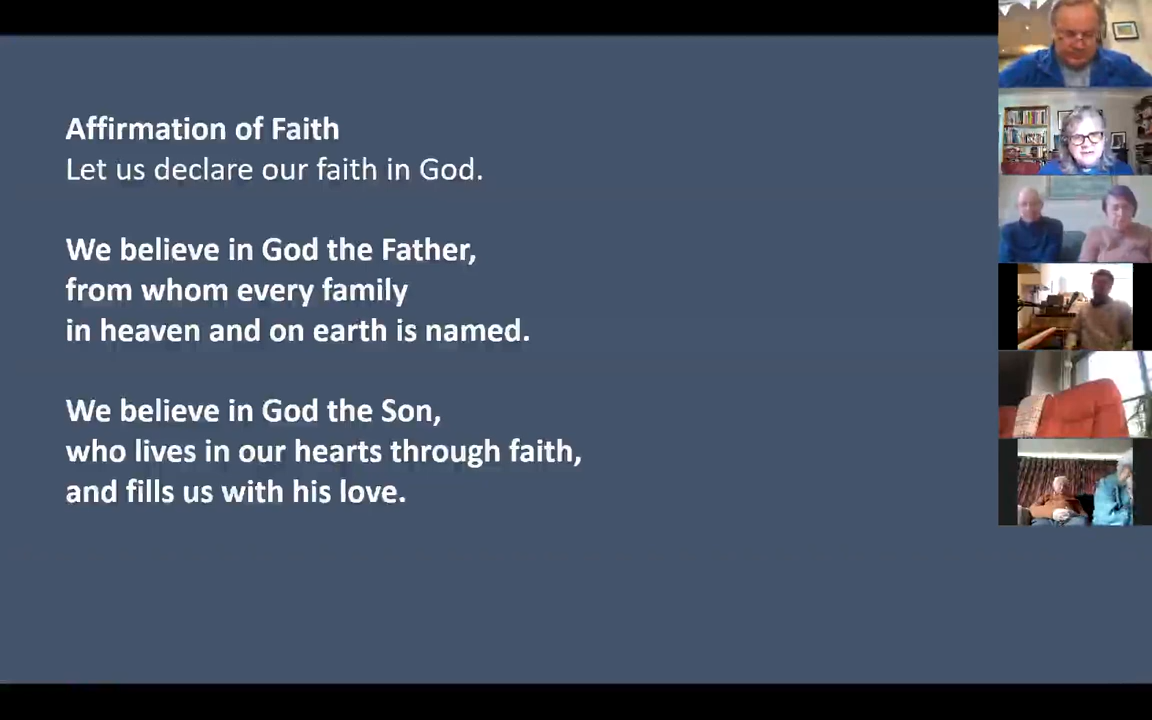 Affirmation of Faith
Let us declare our faith in God.
We believe in God the Father,
from whom every family
in heaven and on earth is named.
We believe in God the Son,
who lives in our hearts through faith,
and fills us with his love.